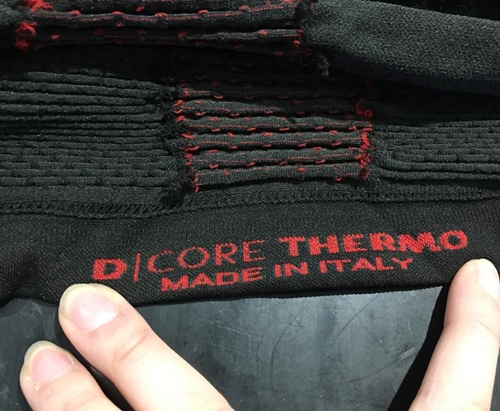 D|CORE THERMO
MADE IN ITALY